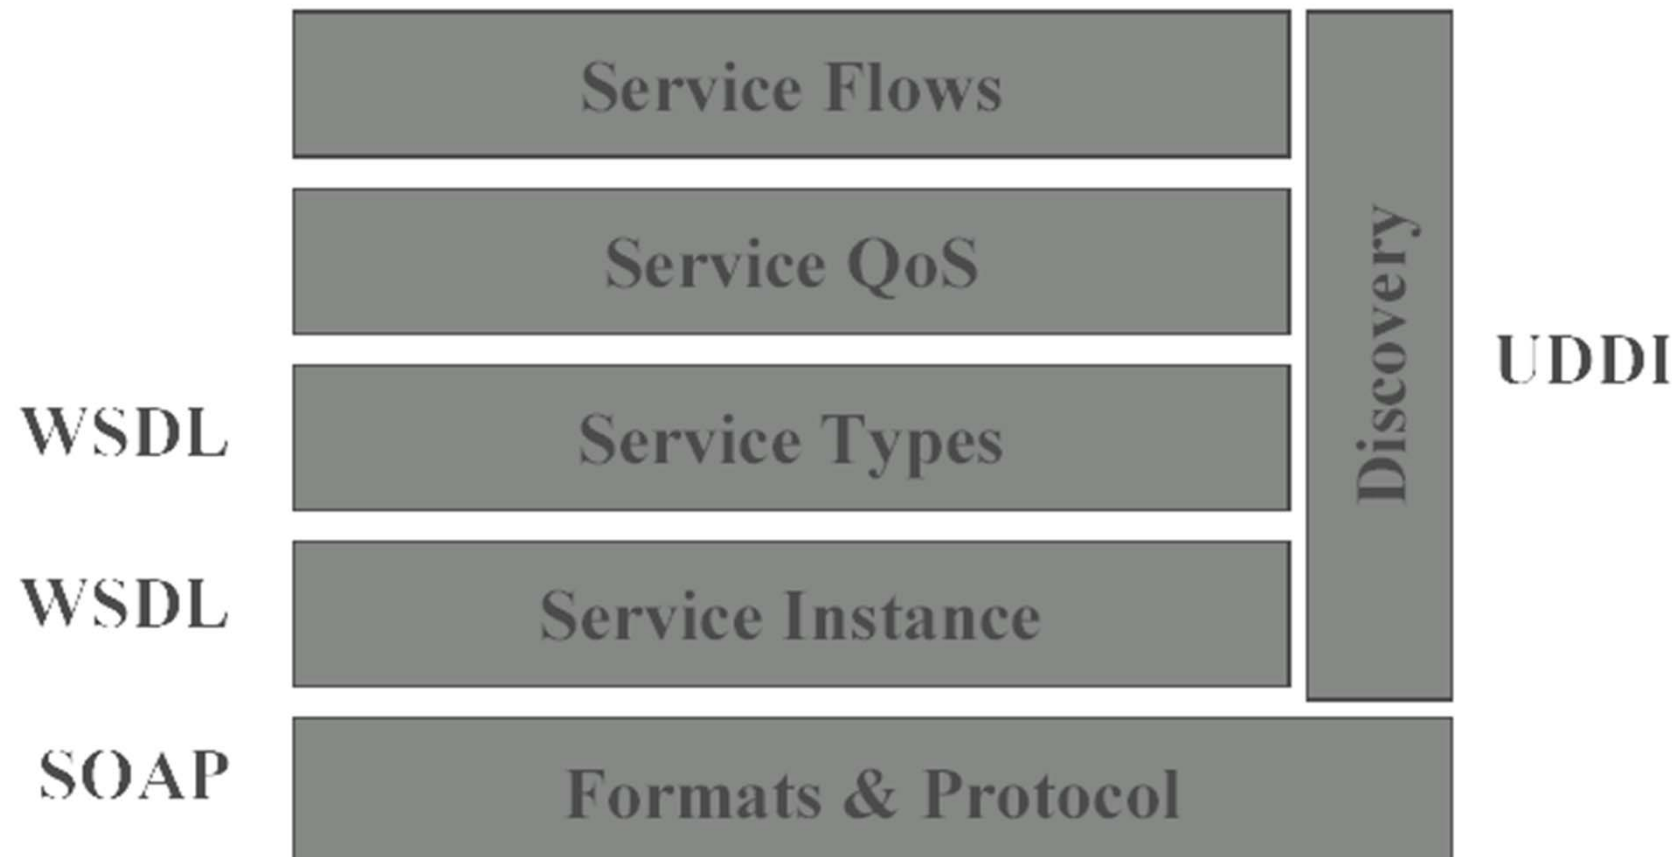 Service Flows
Service QoS
WSDL
Service Types
WSDL
Service Instance
SOAP
Formats & Protocol
Discovery
UDDI